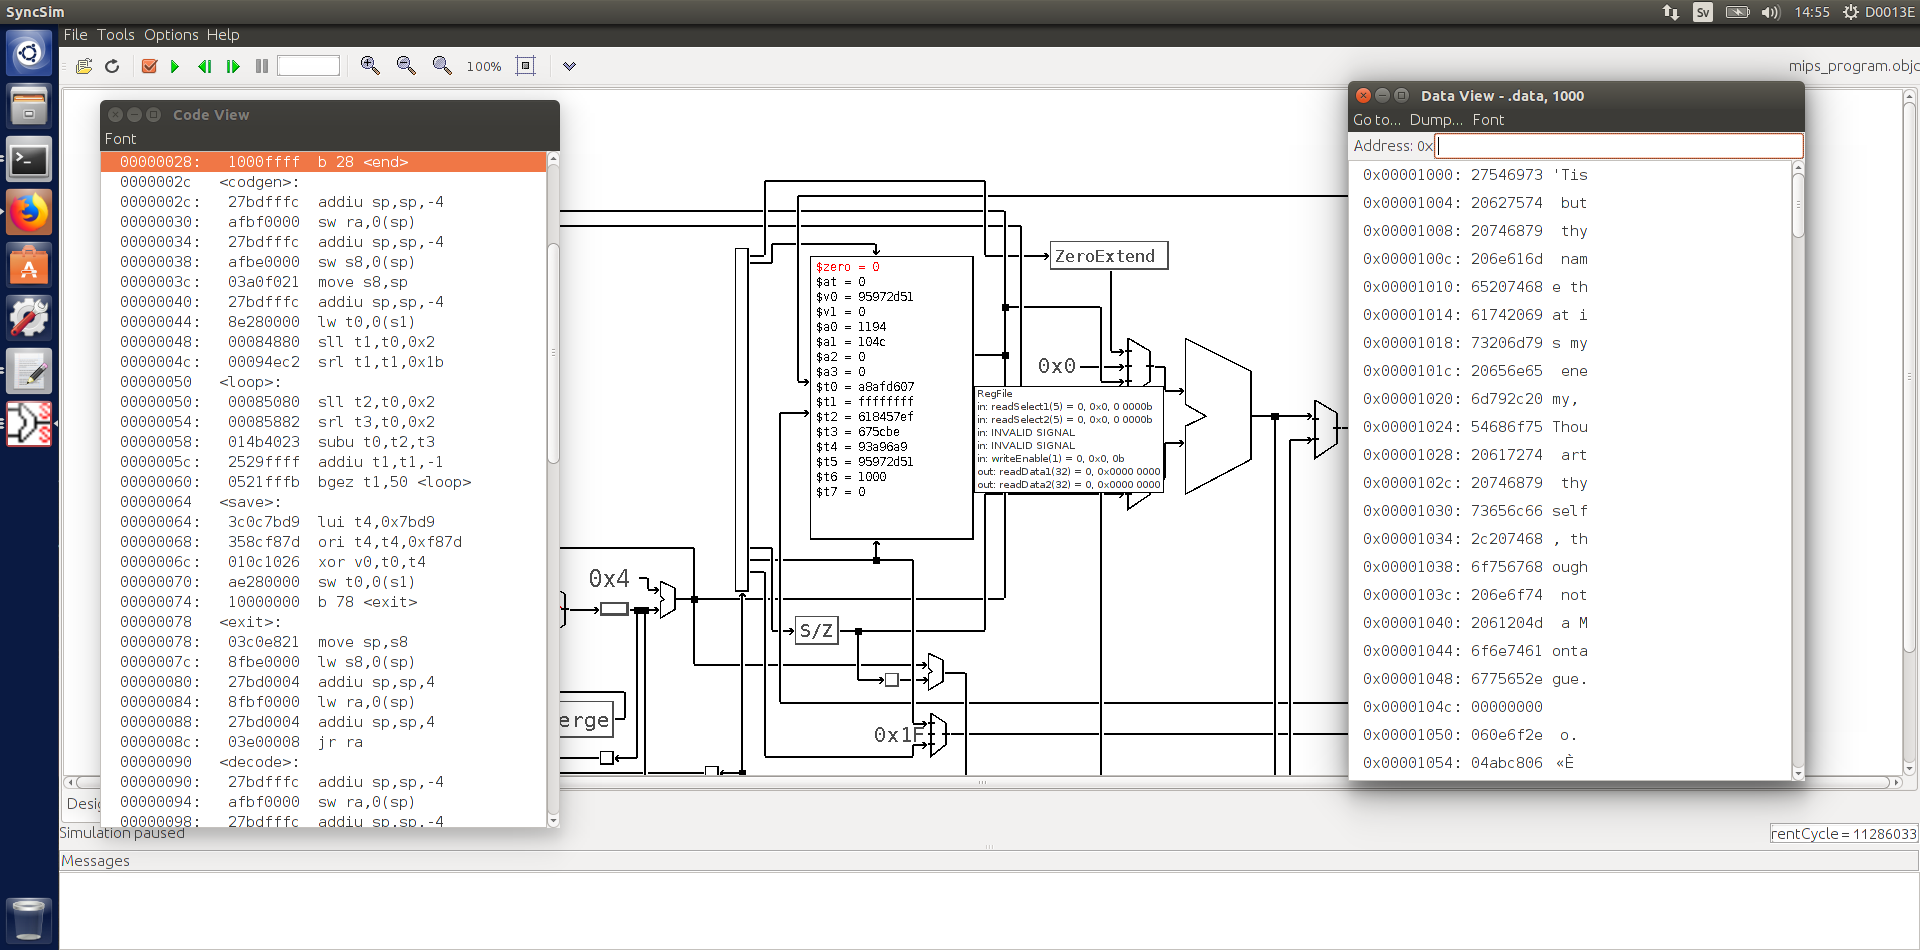 SyncSim
Sv
14:55
D0013E
File Tools Options Help
100%
mips_program.objc
Code View
Font
00000028: 1000ffff b 28 <end>
0000002c <codgen>:
0000002c: 27bdfffc addiu sp,sp,-4
00000030: afbf0000 sw ra,0(sp)
00000034: 27bdfffc addiu sp,sp,-4
00000038: afbe0000 sw s8,0(sp)
0000003c: 03a0f021 move s8,sp
00000040: 27bdfffc addiu sp,sp,-4
00000044: 8e280000 lw t0,0(s1)
00000048: 00084880 sll t1,t0,0x2
0000004c: 00094ec2 srl t1,t1,0x1b
00000050 <loop>:
00000050: 00085080 sll t2,t0,0x2
00000054: 00085882 srl t3,t0,0x2
00000058: 014b4023 subu t0,t2,t3
0000005c: 2529ffff addiu t1,t1,-1
00000060: 0521fffb bgez t1,50 <loop>
00000064 <save>:
00000064: 3c0c7bd9 lui t4,0x7bd9
00000068: 358cf87d ori t4,t4,0xf87d
0000006c: 010c1026 xor v0,t0,t4
00000070: ae280000 sw t0,0(s1)
00000074: 10000000 b 78 <exit>
00000078 <exit>:
00000078: 03c0e821 move sp,s8
0000007c: 8fbe0000 lw s8,0(sp)
00000080: 27bd0004 addiu sp,sp,4
00000084: 8fbf0000 lw ra,0(sp)
00000088: 27bd0004 addiu sp,sp,4
0000008c: 03e00008 jr ra
00000090 <decode>:
00000090: 27bdfffc addiu sp,sp,-4
00000094: afbf0000 sw ra,0(sp)
00000098: 27bdfffc addiu sp,sp,-4
$zero = 0
$at = 0
$v0 = 95972d51
$v1 = 0
$a0 = 1194
$a1 = 104c
$a2 = 0
$a3 = 0
$t0 = a8afd607
$t1 = ffffffff
$t2 = 618457ef
$t3 = 675cbe
$t4 = 93a96a9
$t5 = 95972d51
$t6 = 1000
$t7 = 0
ZeroExtend
0x0
RegFile
in: readSelect1(5) = 0, 0x0, 0 0000b
in: readSelect2(5) = 0, 0x0, 0 0000b
in: INVALID SIGNAL
in: INVALID SIGNAL
in: writeEnable(1) = 0, 0x0, 0b
out: readData1(32) = 0, 0x0000 0000
out: readData2(32) = 0, 0x0000 0000
0x4
S/Z
erge
0x1F
Data View - .data, 1000
Go to... Dump... Font
Address: 0x
0x00001000: 27546973 'Tis
0x00001004: 20627574 but
0x00001008: 20746879 thy
0x0000100c: 206e616d nam
0x00001010: 65207468 e th
0x00001014: 61742069 at i
0x00001018: 73206d79 s my
0x0000101c: 20656e65 ene
0x00001020: 6d792c20 my,
0x00001024: 54686f75 Thou
0x00001028: 20617274 art
0x0000102c: 20746879 thy
0x00001030: 73656c66 self
0x00001034: 2c207468 , th
0x00001038: 6f756768 ough
0x0000103c: 206e6f74 not
0x00001040: 2061204d a M
0x00001044: 6f6e7461 onta
0x00001048: 6775652e gue.
0x0000104c: 00000000
0x00001050: 060e6f2e o.
0x00001054: 04abc806 «È
Desig
Simulation paused
rentCycle = 11286033
Messages